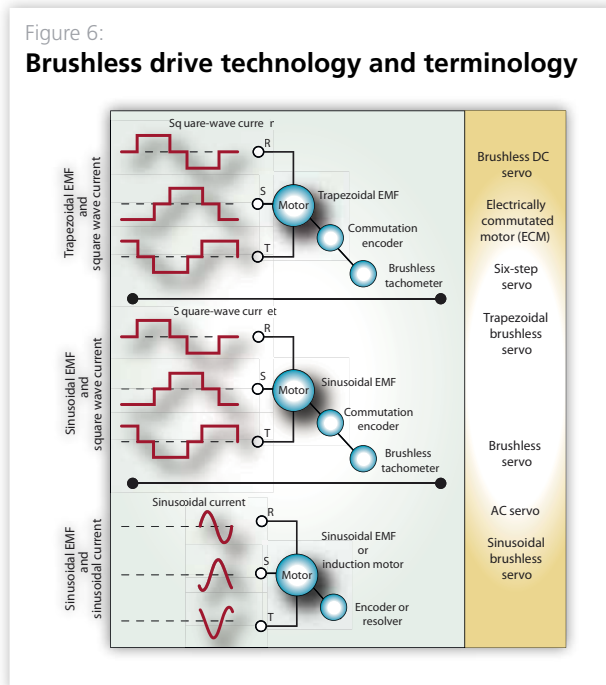 Figure 6:
Brushless drive technology and terminology
Trapezoidal EMF
and
square wave current
Square-wave curre r
R
S
T
Motor
Trapezoidal EMF
Commutation
encoder
Brushless
tachometer
Sinusoidal EMF
and
square wave current
S quare-wave curr et
R
S
T
Motor
Sinusoidal EMF
Commutation
encoder
Brushless
tachometer
Sinusoidal EMF
and
sinusoidal current
Sinusoidal current
R
S
T
Motor
Sinusoidal EMF
or
induction motor
Encoder or
resolver
Brushless DC
servo
Electrically
commutated
motor (ECM)
Six-step
servo
Trapezoidal
brushless
servo
Brushless
servo
AC servo
Sinusoidal
brushless
servo